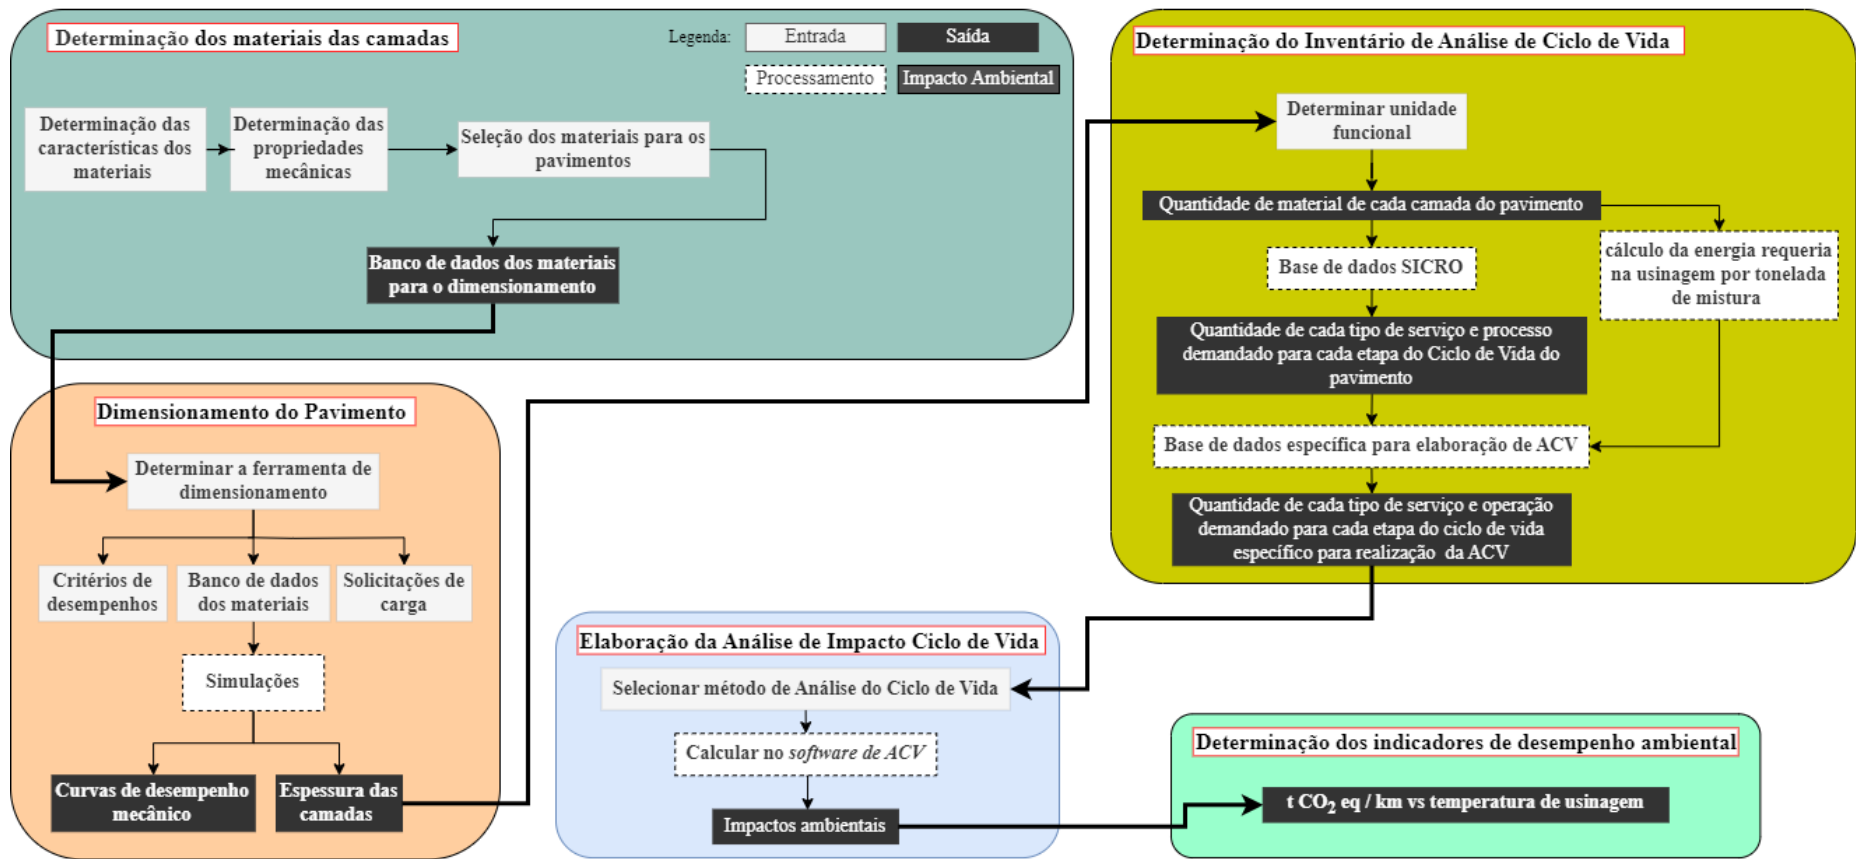 Determinação dos materiais das camadas
Legenda:
Entrada
Saída
Processamento
Impacto Ambiental
Determinação das
características dos
materiais
Determinação das
propriedades
mecânicas
Seleção dos materiais para os
pavimentos
Banco de dados dos materiais
para o dimensionamento
Dimensionamento do Pavimento
Determinar a ferramenta de
dimensionamento
Critérios de
desempenhos
Banco de dados
dos materiais
Solicitações de
carga
Simulações
Curvas de desempenho
mecânico
Espessura das
camadas
Determinação do Inventário de Análise de Ciclo de Vida
Determinar unidade
funcional
Quantidade de material de cada camada do pavimento
cálculo da energia requeria
na usinagem por tonelada
de mistura
Base de dados SICRO
Quantidade de cada tipo de serviço e processo
demandado para cada etapa do Ciclo de Vida do
pavimento
Base de dados específica para elaboração de ACV
Quantidade de cada tipo de serviço e operação
demandado para cada etapa do ciclo de vida
específico para realização da ACV
Elaboração da Análise de Impacto Ciclo de Vida
Selecionar método de Análise do Ciclo de Vida
Calcular no software de ACV
Impactos ambientais
Determinação dos indicadores de desempenho ambiental
t CO2 eq / km vs temperatura de usinagem